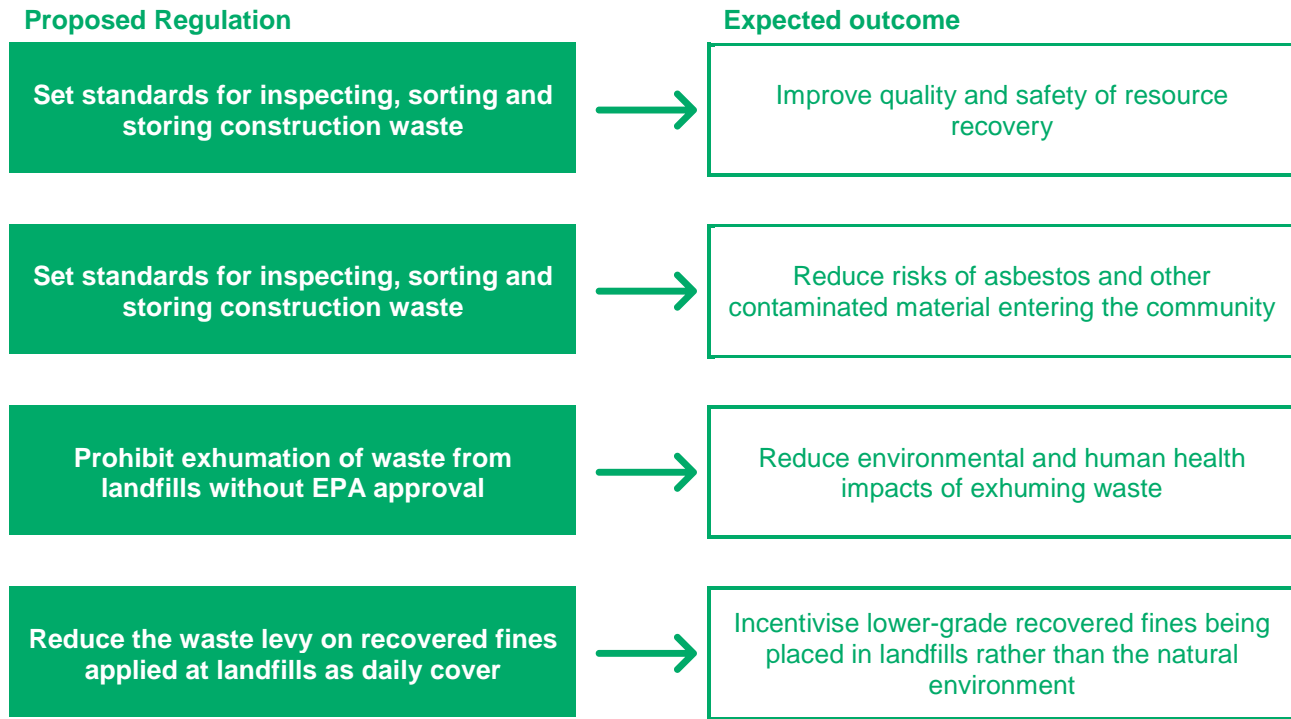 Proposed Regulation
Expected outcome
Set standards for inspecting, sorting and
storing construction waste
Improve quality and safety of resource
recovery
Set standards for inspecting, sorting and
storing construction waste
Reduce risks of asbestos and other
contaminated material entering the community
Prohibit exhumation of waste from
landfills without EPA approval
Reduce environmental and human health
impacts of exhuming waste
Reduce the waste levy on recovered fines
applied at landfills as daily cover
Incentivise lower-grade recovered fines being
placed in landfills rather than the natural
environment